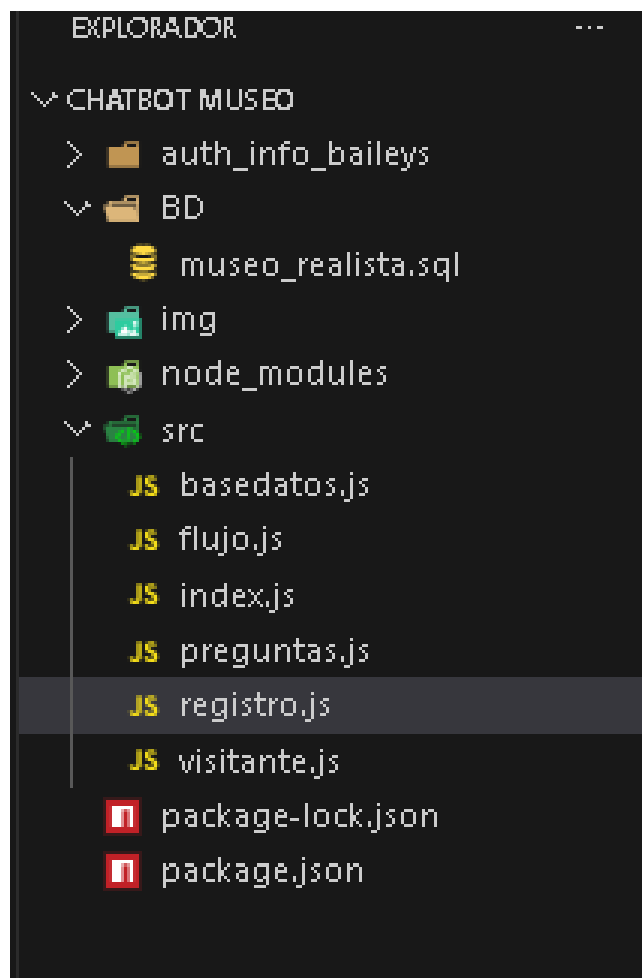 EXPLORADOR ...
CHATBOT MUSEO
auth_info_baileys
BD
museo_realista.sql
img
node_modules
src
JS basedatos.js
JS flujo.js
JS index.js
JS preguntas.js
JS registro.js
JS visitante.js
package-lock.json
package.json